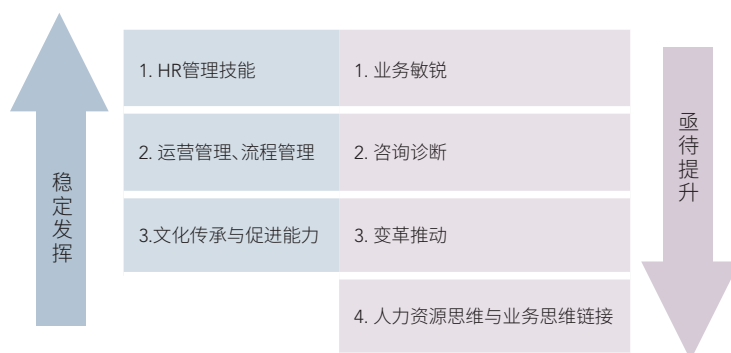 稳定发挥
1. HR管理技能
2. 运营管理、流程管理
3.文化传承与促进能力
1. 业务敏锐
2. 咨询诊断
3. 变革推动
4. 人力资源思维与业务思维链接
亟待提升